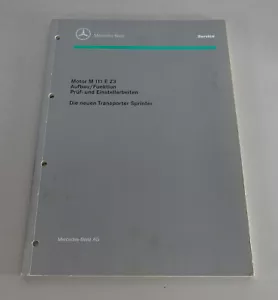 Mercedes-Benz
Service
Motor M 111 E 23
Aufbau/Funktion
Prüf- und Einstellarbeiten
Die neuen Transporter Sprinter
Mercedes-Benz AG